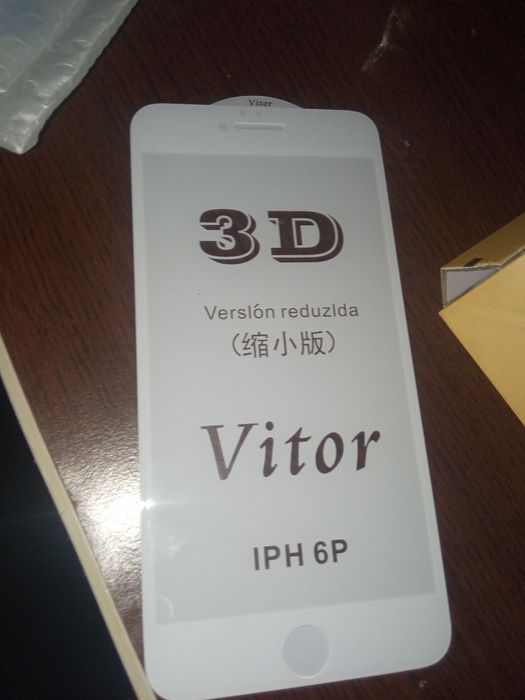 Vitor
3D
Verslón reduzlda
(缩小版)
Vitor
IPH 6P